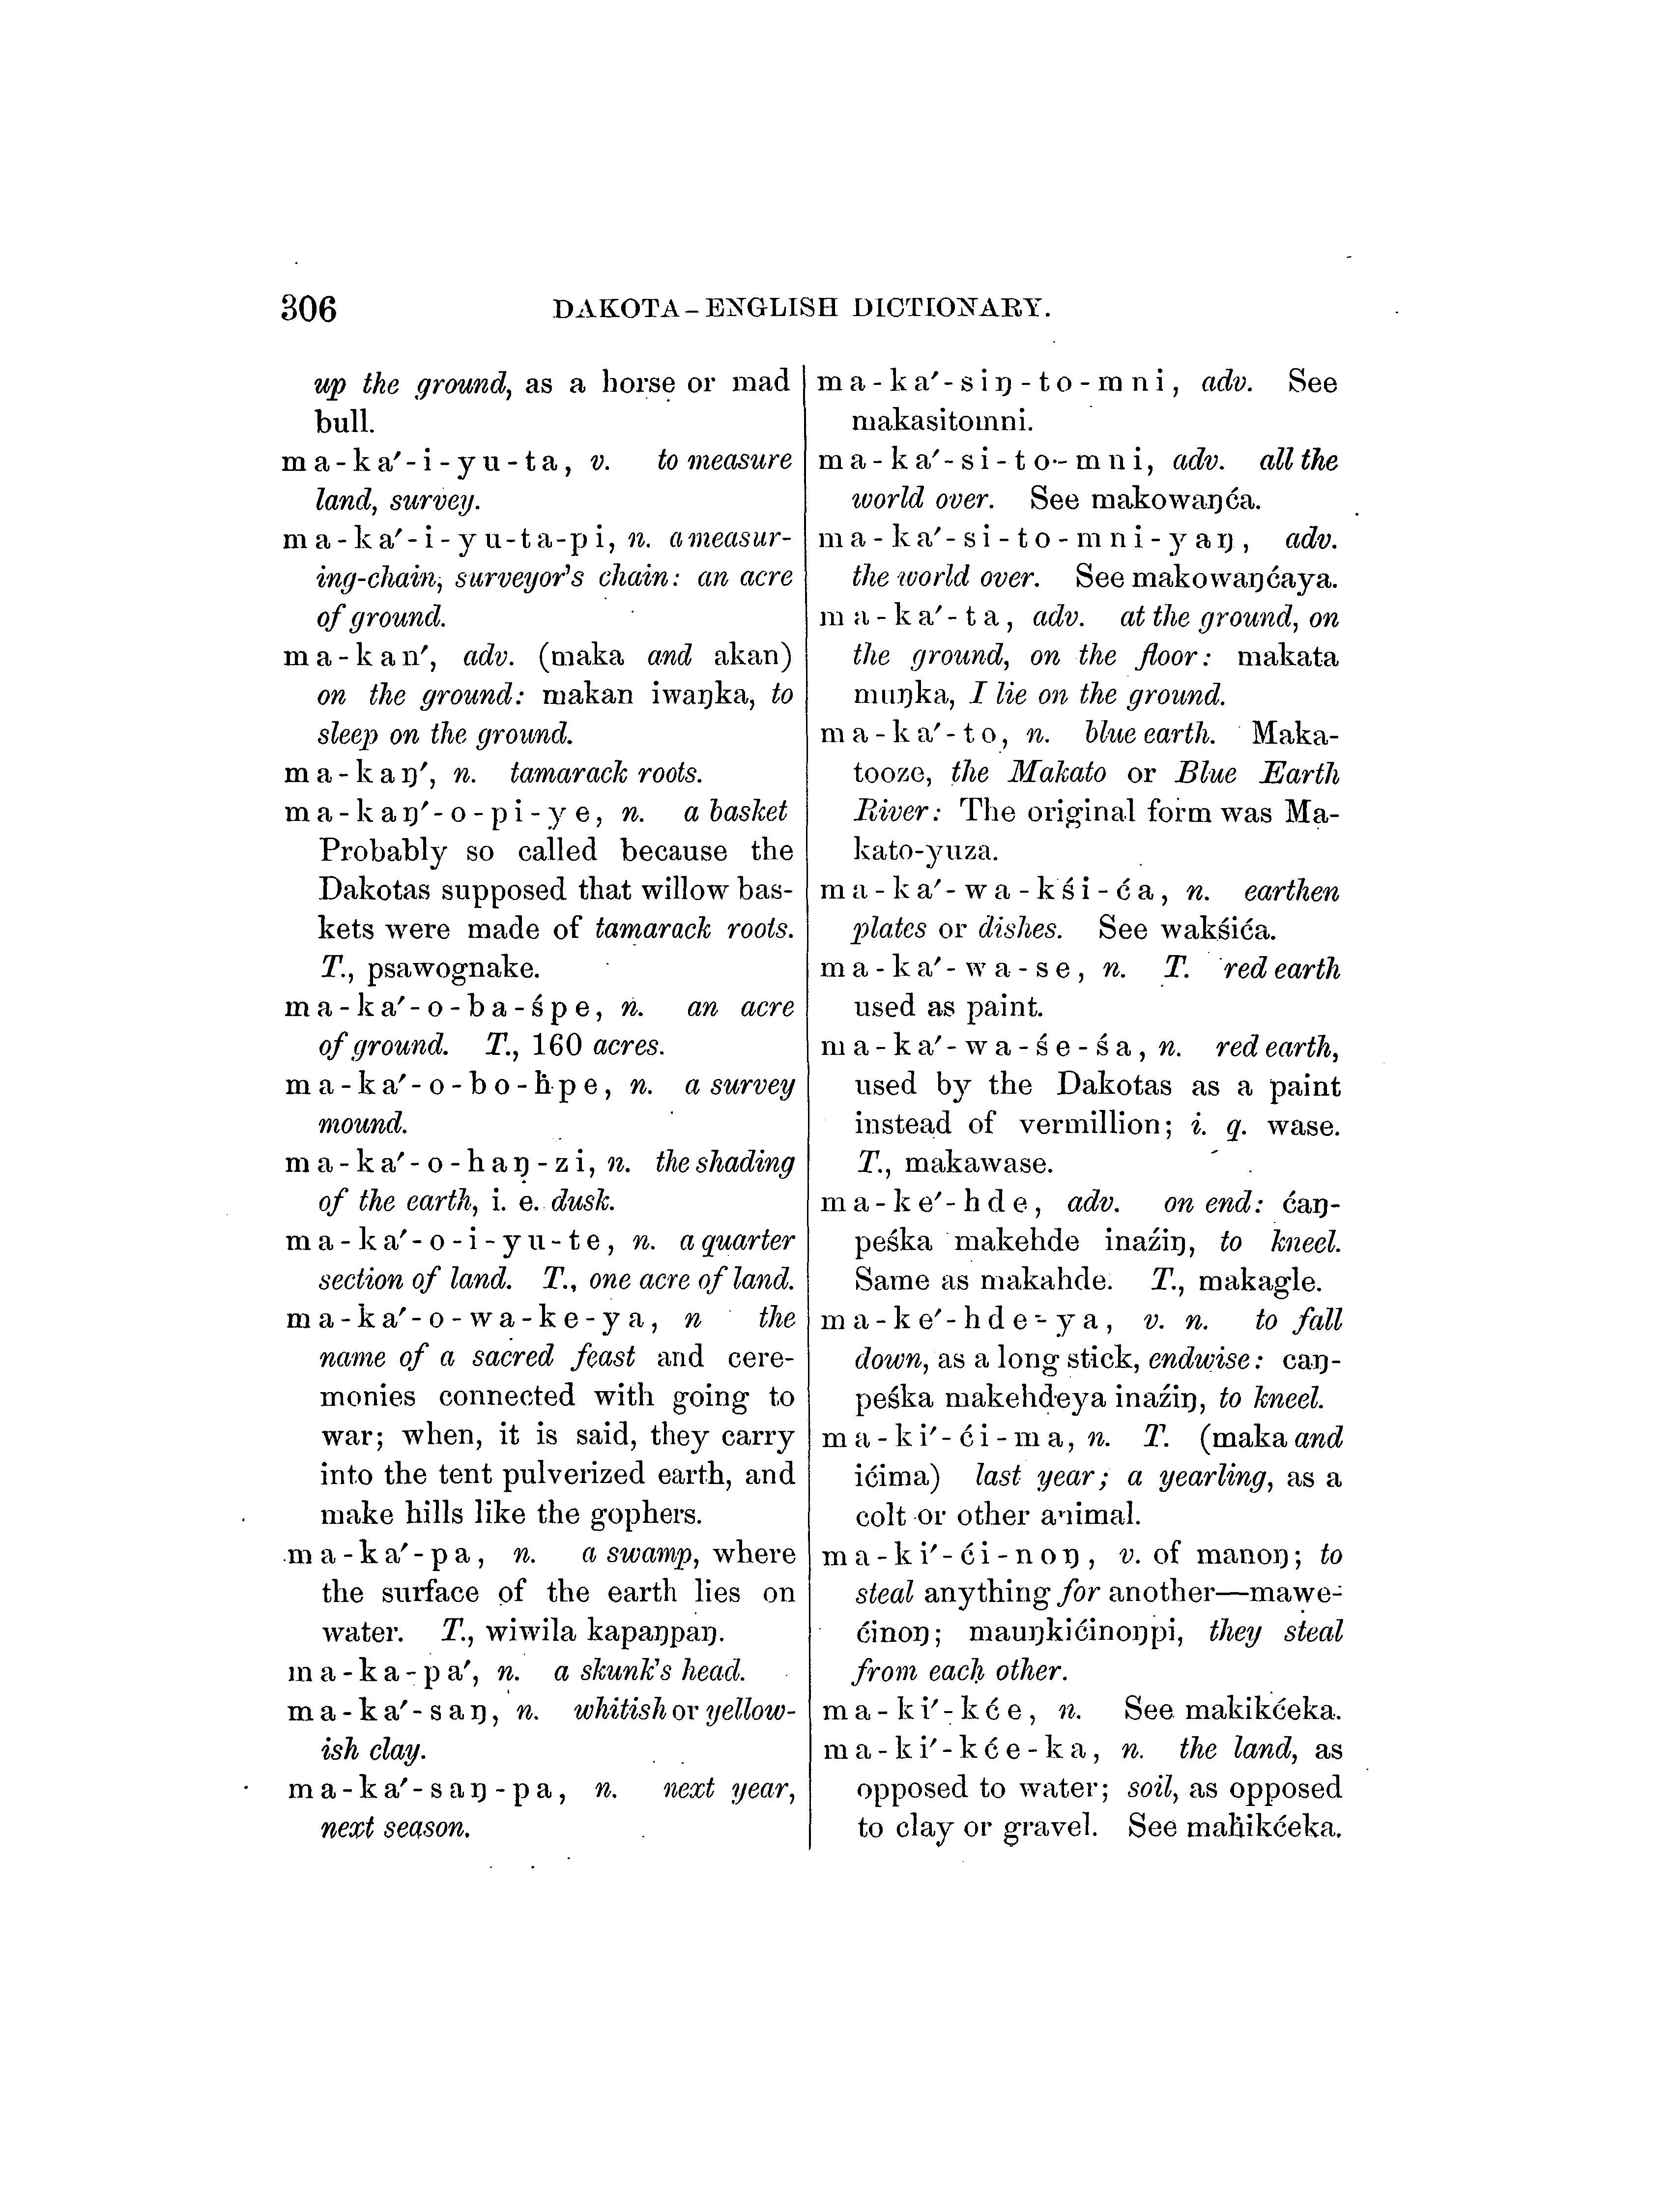 306 DAKOTA-ENGLISH DICTIONARY.
up the ground, as a horse or mad
bull.
ma-ka′-i-yu-ta, v. to measure
land, survey.
ma-ka′-i-yu-ta-pi, n. a measur-
ing-chain, surveyor's chain: an acre
of ground.
ma-kan′, adv. (maka and akan)
on the ground: makan iwaŋka, to
sleep on the ground.
ma-kaŋ′, n. tamarack roots.
ma-kaŋ′-o-pi-ye, n. a basket
Probably so called because the
Dakotas supposed that willow bas-
kets were made of tamarack roots.
T., psawognake.
ma-ka′-o-ba-śpe, n. an acre
of ground. T., 160 acres.
ma-ka′-o-bo-ḣpe, n. a survey
mound.
ma-ka′-o-haŋ-zi, n. the shading
of the earth, i. e. dusk.
ma-ka′-o-i-yu-te, n. a quarter
section of land. T., one acre of land.
ma-ka′-o-wa-ke-ya, n the
name of a sacred feast and cere-
monies connected with going to
war; when, it is said, they carry
into the tent pulverized earth, and
make hills like the gophers.
ma-ka′-pa, n. a swamp, where
the surface of the earth lies on
water. T., wiwila kapaŋpaŋ.
ma-ka-pa′, n. a skunk's head.
ma-ka′-saŋ, n. whitish or yellow-
ish clay.
ma-ka′-saŋ-pa, n. next year,
next season.
ma-ka′-siŋ-to-mni, adv. See
makasitomni.
ma-ka′-si-to-mni, adv. all the
world over. See makowaŋća.
ma-ka′-si-to-mni-yaŋ, adv.
the world over. See makowaŋćaya.
ma-ka′-ta, adv. at the ground, on
the ground, on the floor: makata
muŋka, I lie on the ground.
ma-ka′-to, n. blue earth. Maka-
tooze, the Makato or Blue Earth
River: The original form was Ma-
kato-yuza.
ma-ka′-wa-kśi-ća, n. earthen
plates or dishes. See wakśića.
ma-ka′-wa-se, n. T. red earth
used as paint.
ma-ka′-wa-śe-śa, n. red earth,
used by the Dakotas as a paint
instead of vermillion; i. q. wase.
T., makawase.
ma-ke′-hde, adv. on end: ćaŋ-
peśka makehde inaźiŋ, to kneel.
Same as makahde. T., makagle.
ma-ke′-hde-ya, v. n. to fall
down, as a long stick, endwise: caŋ-
peśka makehdeya inaźiŋ, to kneel.
ma-ki′-ći-ma, n. T. (maka and
ićima) last year; a yearling, as a
colt or other animal.
ma-ki′-ći-noŋ, v. of manoŋ; to
steal anything for another—mawe-
ćinoŋ; mauŋkićinoŋpi, they steal
from each other.
ma-ki′-kće, n. See makikćeka.
ma-ki′-kće-ka, n. the land, as
opposed to water; soil, as opposed
to clay or gravel. See maḣikćeka.